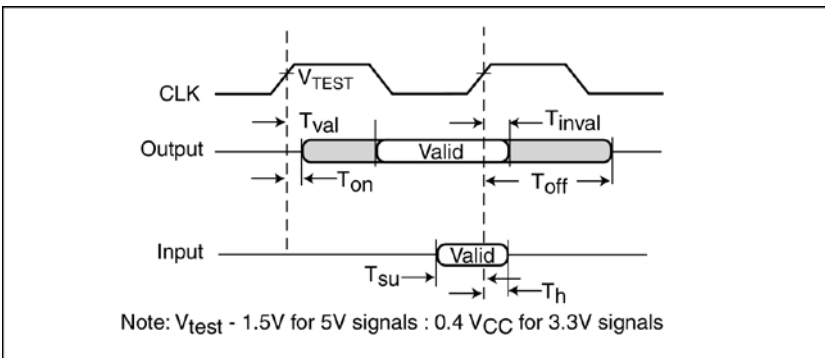 CLK
VTEST
Tval
Tinval
Output
Valid
Ton
Toff
Input
Valid
Tsu
Th
Note: Vtest - 1.5V for 5V signals : 0.4 VCC for 3.3V signals